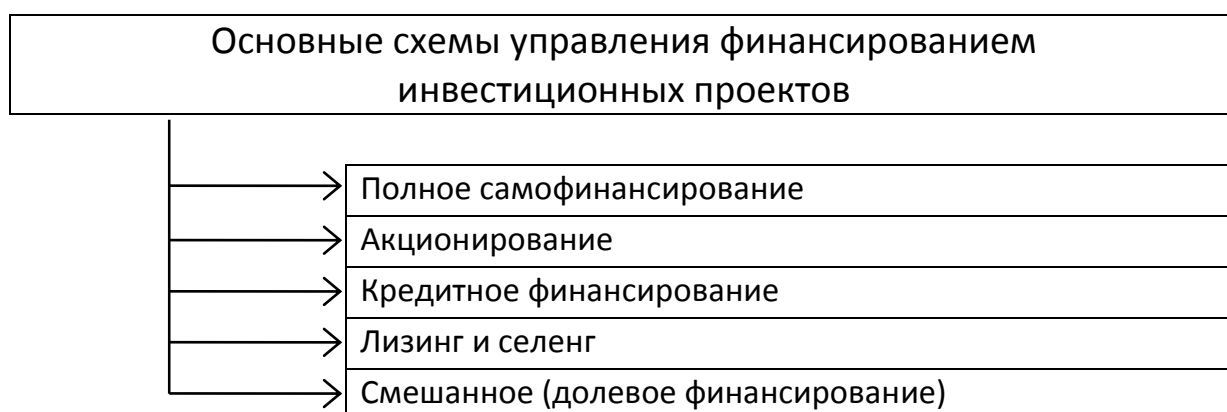 Основные схемы управления финансированием
инвестиционных проектов
Полное самофинансирование
Акционирование
Кредитное финансирование
Лизинг и селенг
Смешанное (долевое финансирование)